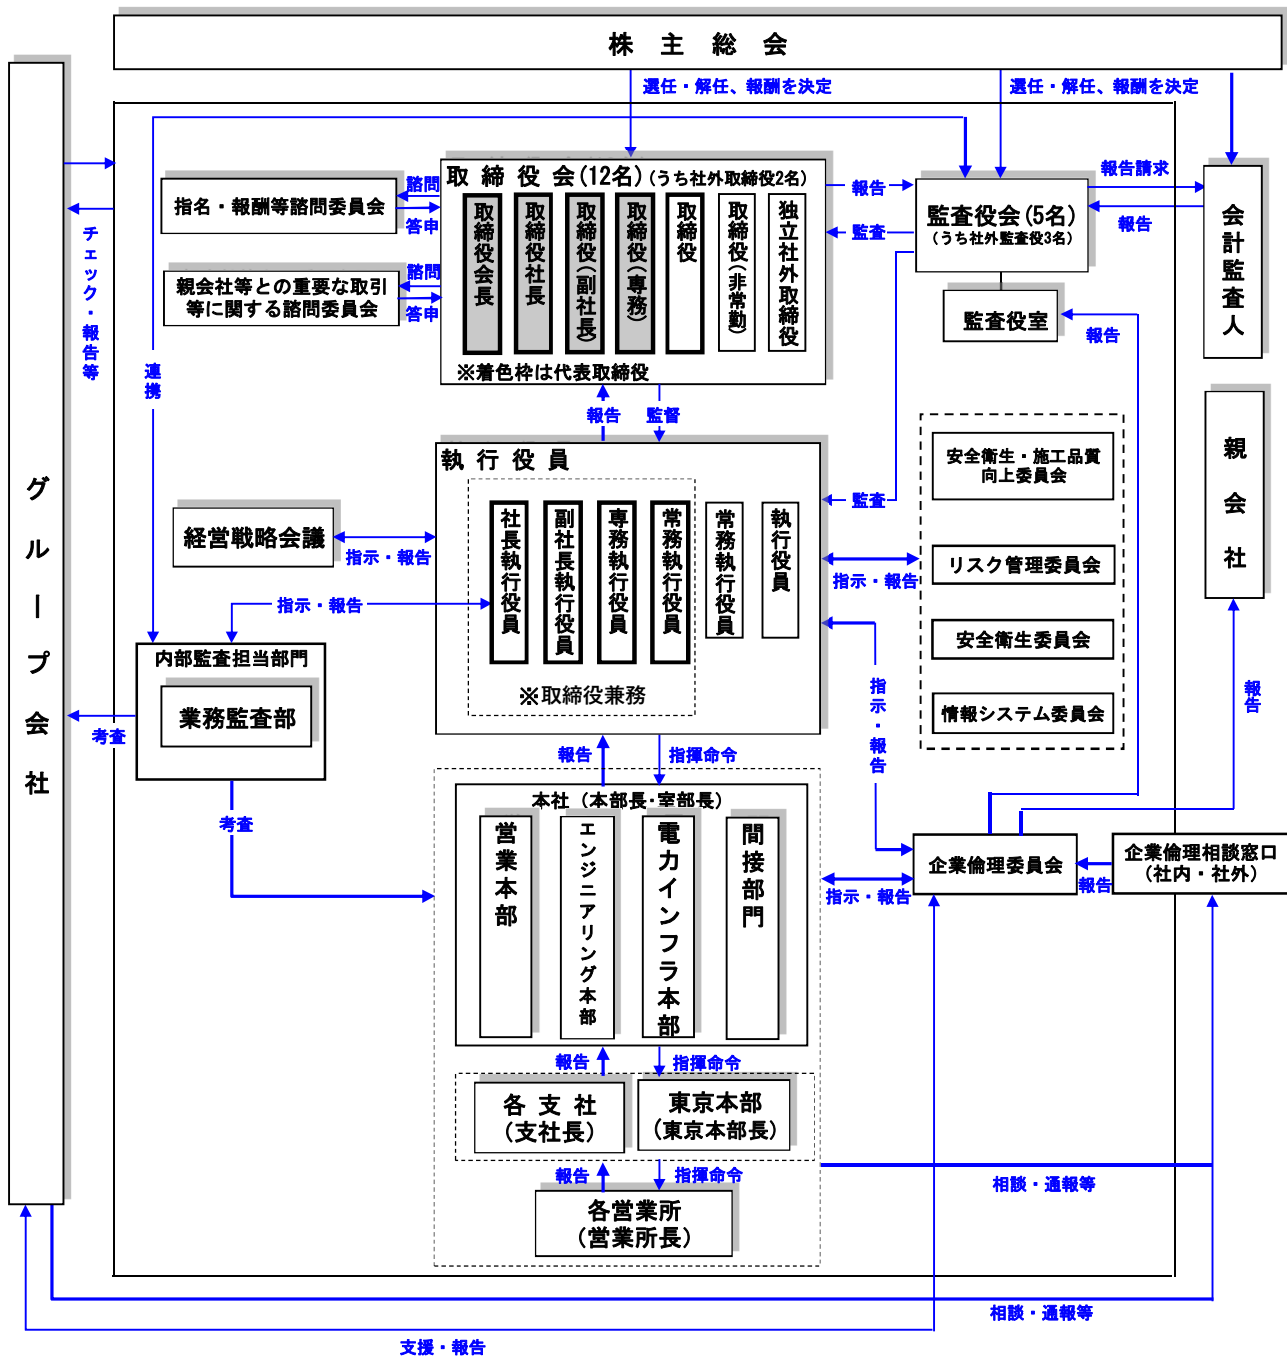 株　主　総　会
選任・解任、報酬を決定
選任・解任、報酬を決定
グループ会社
チェック・報告等
連携
指名・報酬等諮問委員会
諮問
答申
親会社等との重要な取引
等に関する諮問委員会
諮問
答申
取 締 役 会(12名)(うち社外取締役2名)
取締役会長
取締役社長
取締役(副社長)
取締役(専務)
取締役
取締役(非常勤)
独立社外取締役
※着色枠は代表取締役
報告
監査
監査役会(5名)
(うち社外監査役3名)
監査役室
報告
報告請求
報告
会計監査人
親会社
報告
監督
執 行 役 員
社長執行役員
副社長執行役員
専務執行役員
常務執行役員
常務執行役員
執行役員
※取締役兼務
監査
経営戦略会議
指示・報告
指示・報告
内部監査担当部門
業務監査部
考査
考査
安全衛生・施工品質
向上委員会
リスク管理委員会
安全衛生委員会
情報システム委員会
指示・報告
指示・報告
報告
報告
指揮命令
本社（本部長・室部長）
営業本部
エンジニアリング本部
電力インフラ本部
間接部門
指示・報告
企業倫理委員会
報告
企業倫理相談窓口
（社内・社外）
報告
指揮命令
各 支 社
(支社長)
東京本部
(東京本部長)
報告
指揮命令
各営業所
(営業所長)
相談・通報等
相談・通報等
支援・報告